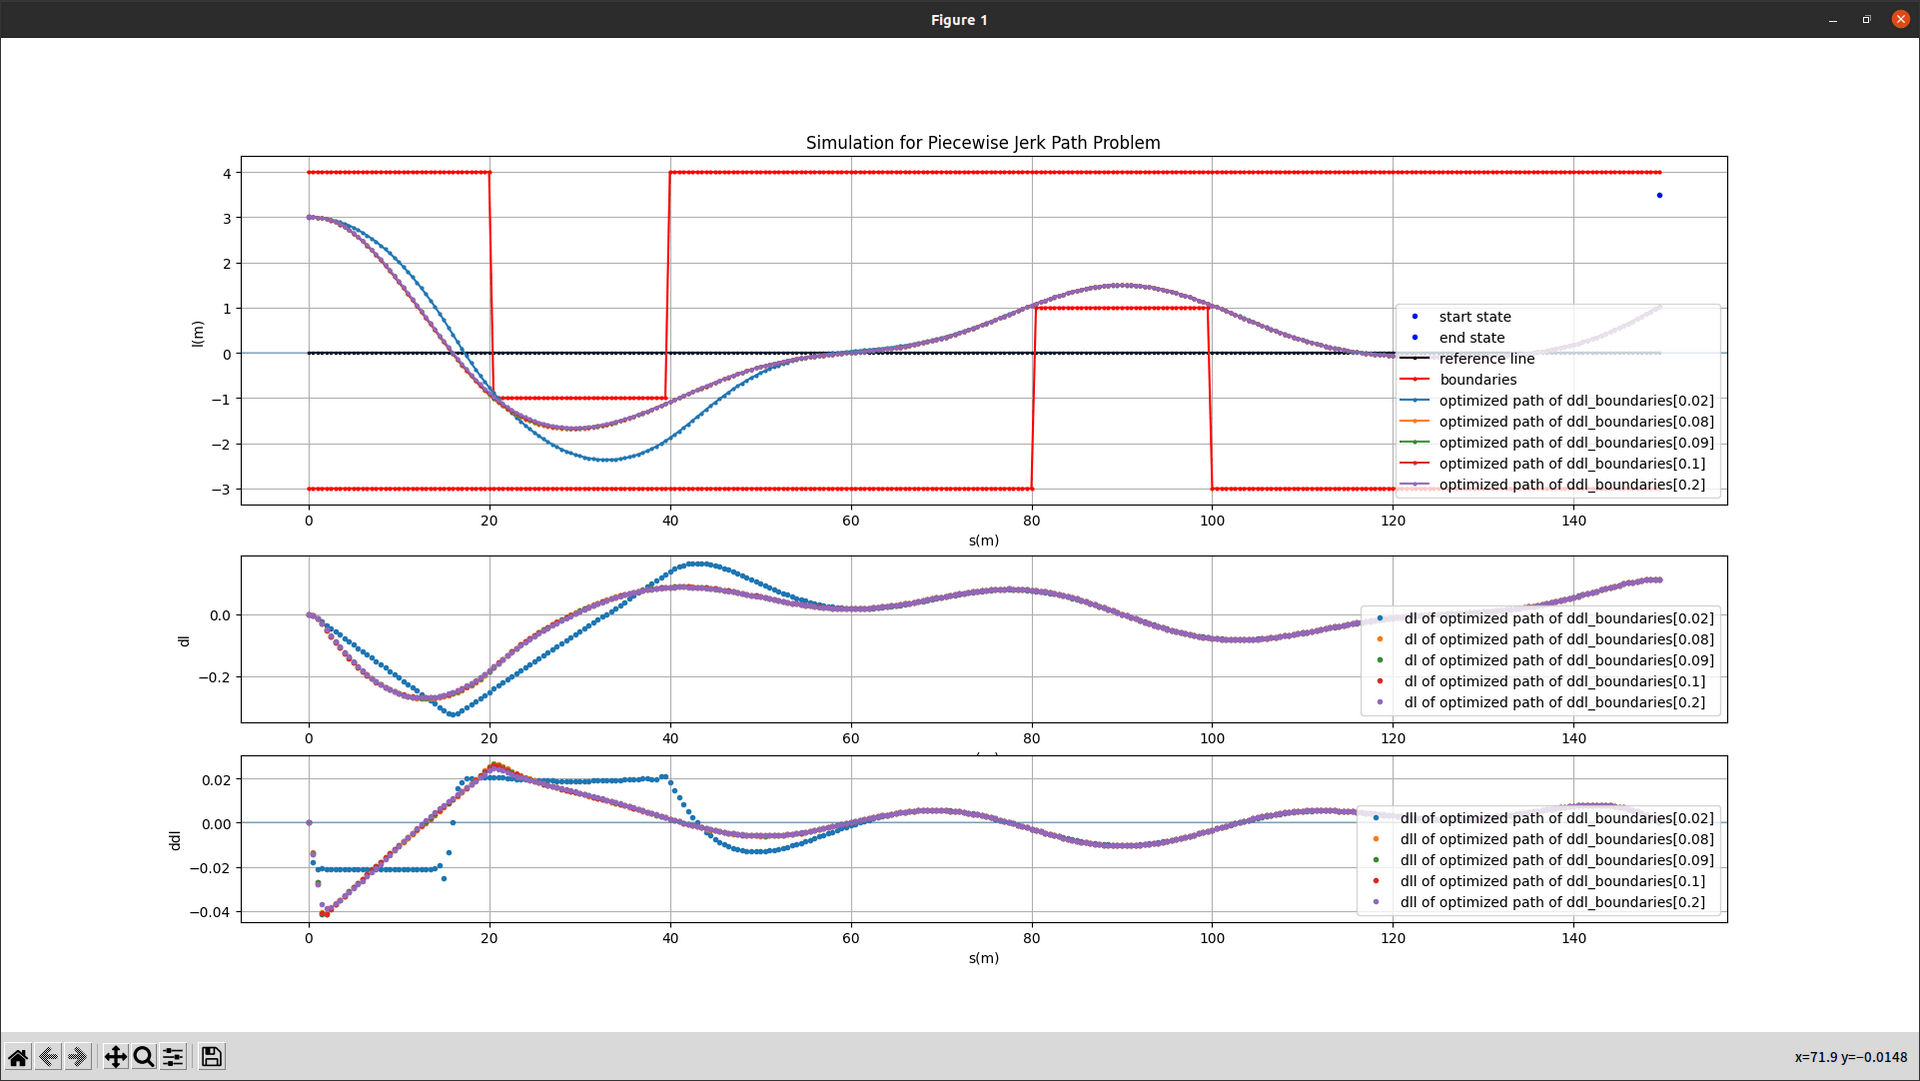 Figure 1
Simulation for Piecewise Jerk Path Problem
4
3
2
1
0
−1
−2
−3
l(m)
start state
end state
reference line
boundaries
optimized path of ddl_boundaries[0.02]
optimized path of ddl_boundaries[0.08]
optimized path of ddl_boundaries[0.09]
optimized path of ddl_boundaries[0.1]
optimized path of ddl_boundaries[0.2]
0 20 40 60 80 100 120 140
s(m)
0.0
−0.2
dl
dl of optimized path of ddl_boundaries[0.02]
dl of optimized path of ddl_boundaries[0.08]
dl of optimized path of ddl_boundaries[0.09]
dl of optimized path of ddl_boundaries[0.1]
dl of optimized path of ddl_boundaries[0.2]
0 20 40 60 80 100 120 140
0.02
0.00
−0.02
−0.04
ddl
dll of optimized path of ddl_boundaries[0.02]
dll of optimized path of ddl_boundaries[0.08]
dll of optimized path of ddl_boundaries[0.09]
dll of optimized path of ddl_boundaries[0.1]
dll of optimized path of ddl_boundaries[0.2]
0 20 40 60 80 100 120 140
s(m)
x=71.9 y=−0.0148